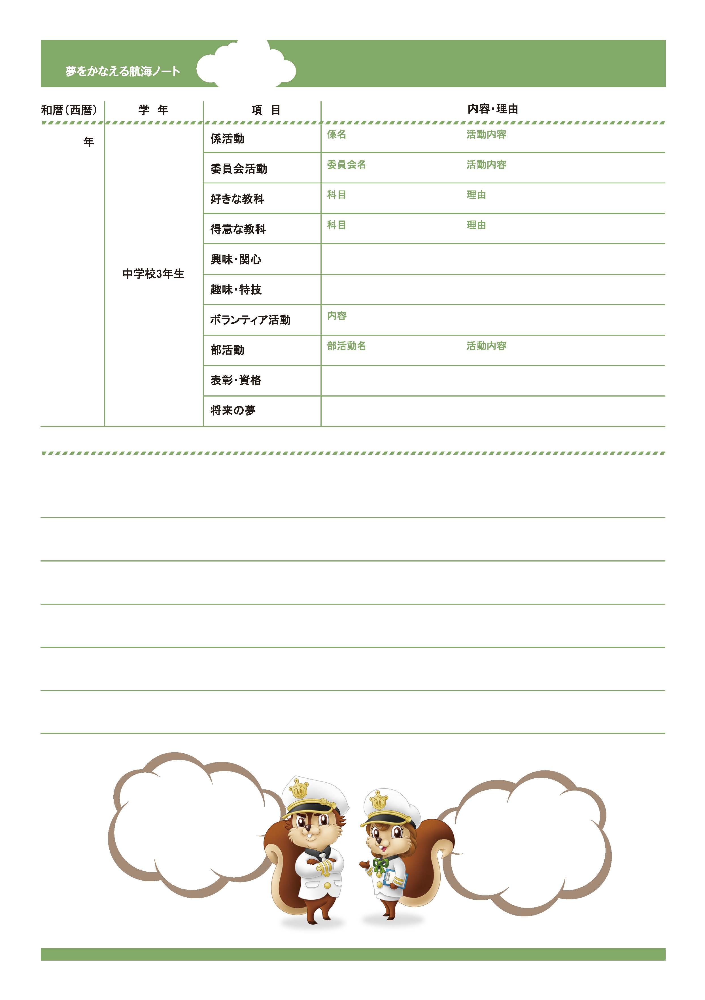 夢をかなえる航海ノート
和暦（西暦） 学 年 項 目 内容・理由
年
中学校3年生
係活動 係名 活動内容
委員会活動 委員会名 活動内容
好きな教科 科目 理由
得意な教科 科目 理由
興味・関心
趣味・特技
ボランティア活動 内容
部活動 部活動名 活動内容
表彰・資格
将来の夢